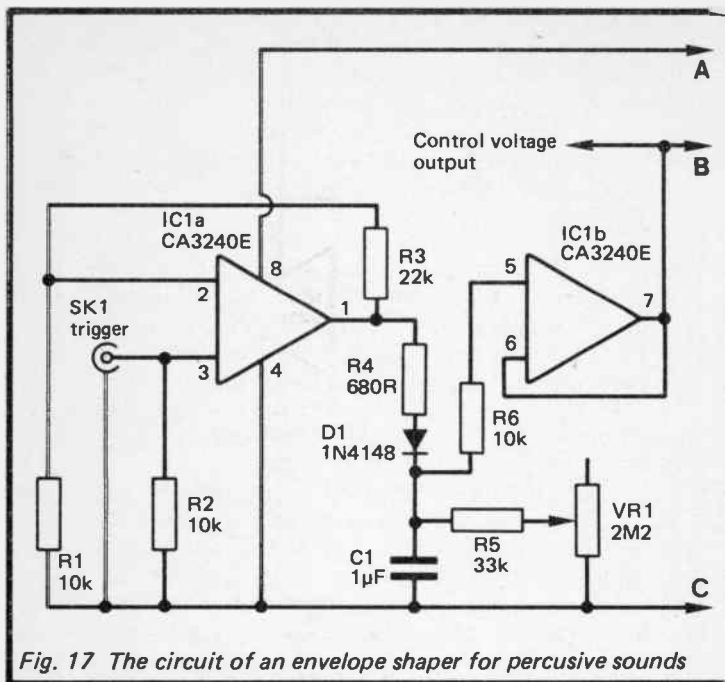 A
Control voltage
output
B
IC1a
CA3240E
IC1b
CA3240E
8
R3
22k
2
5
7
SK1
trigger
1
6
3
4
R4
680R
R6
10k
D1
1N4148
R2
10k
R1
10k
R5
33k
VR1
2M2
C1
1µF
C
Fig. 17 The circuit of an envelope shaper for percusive sounds